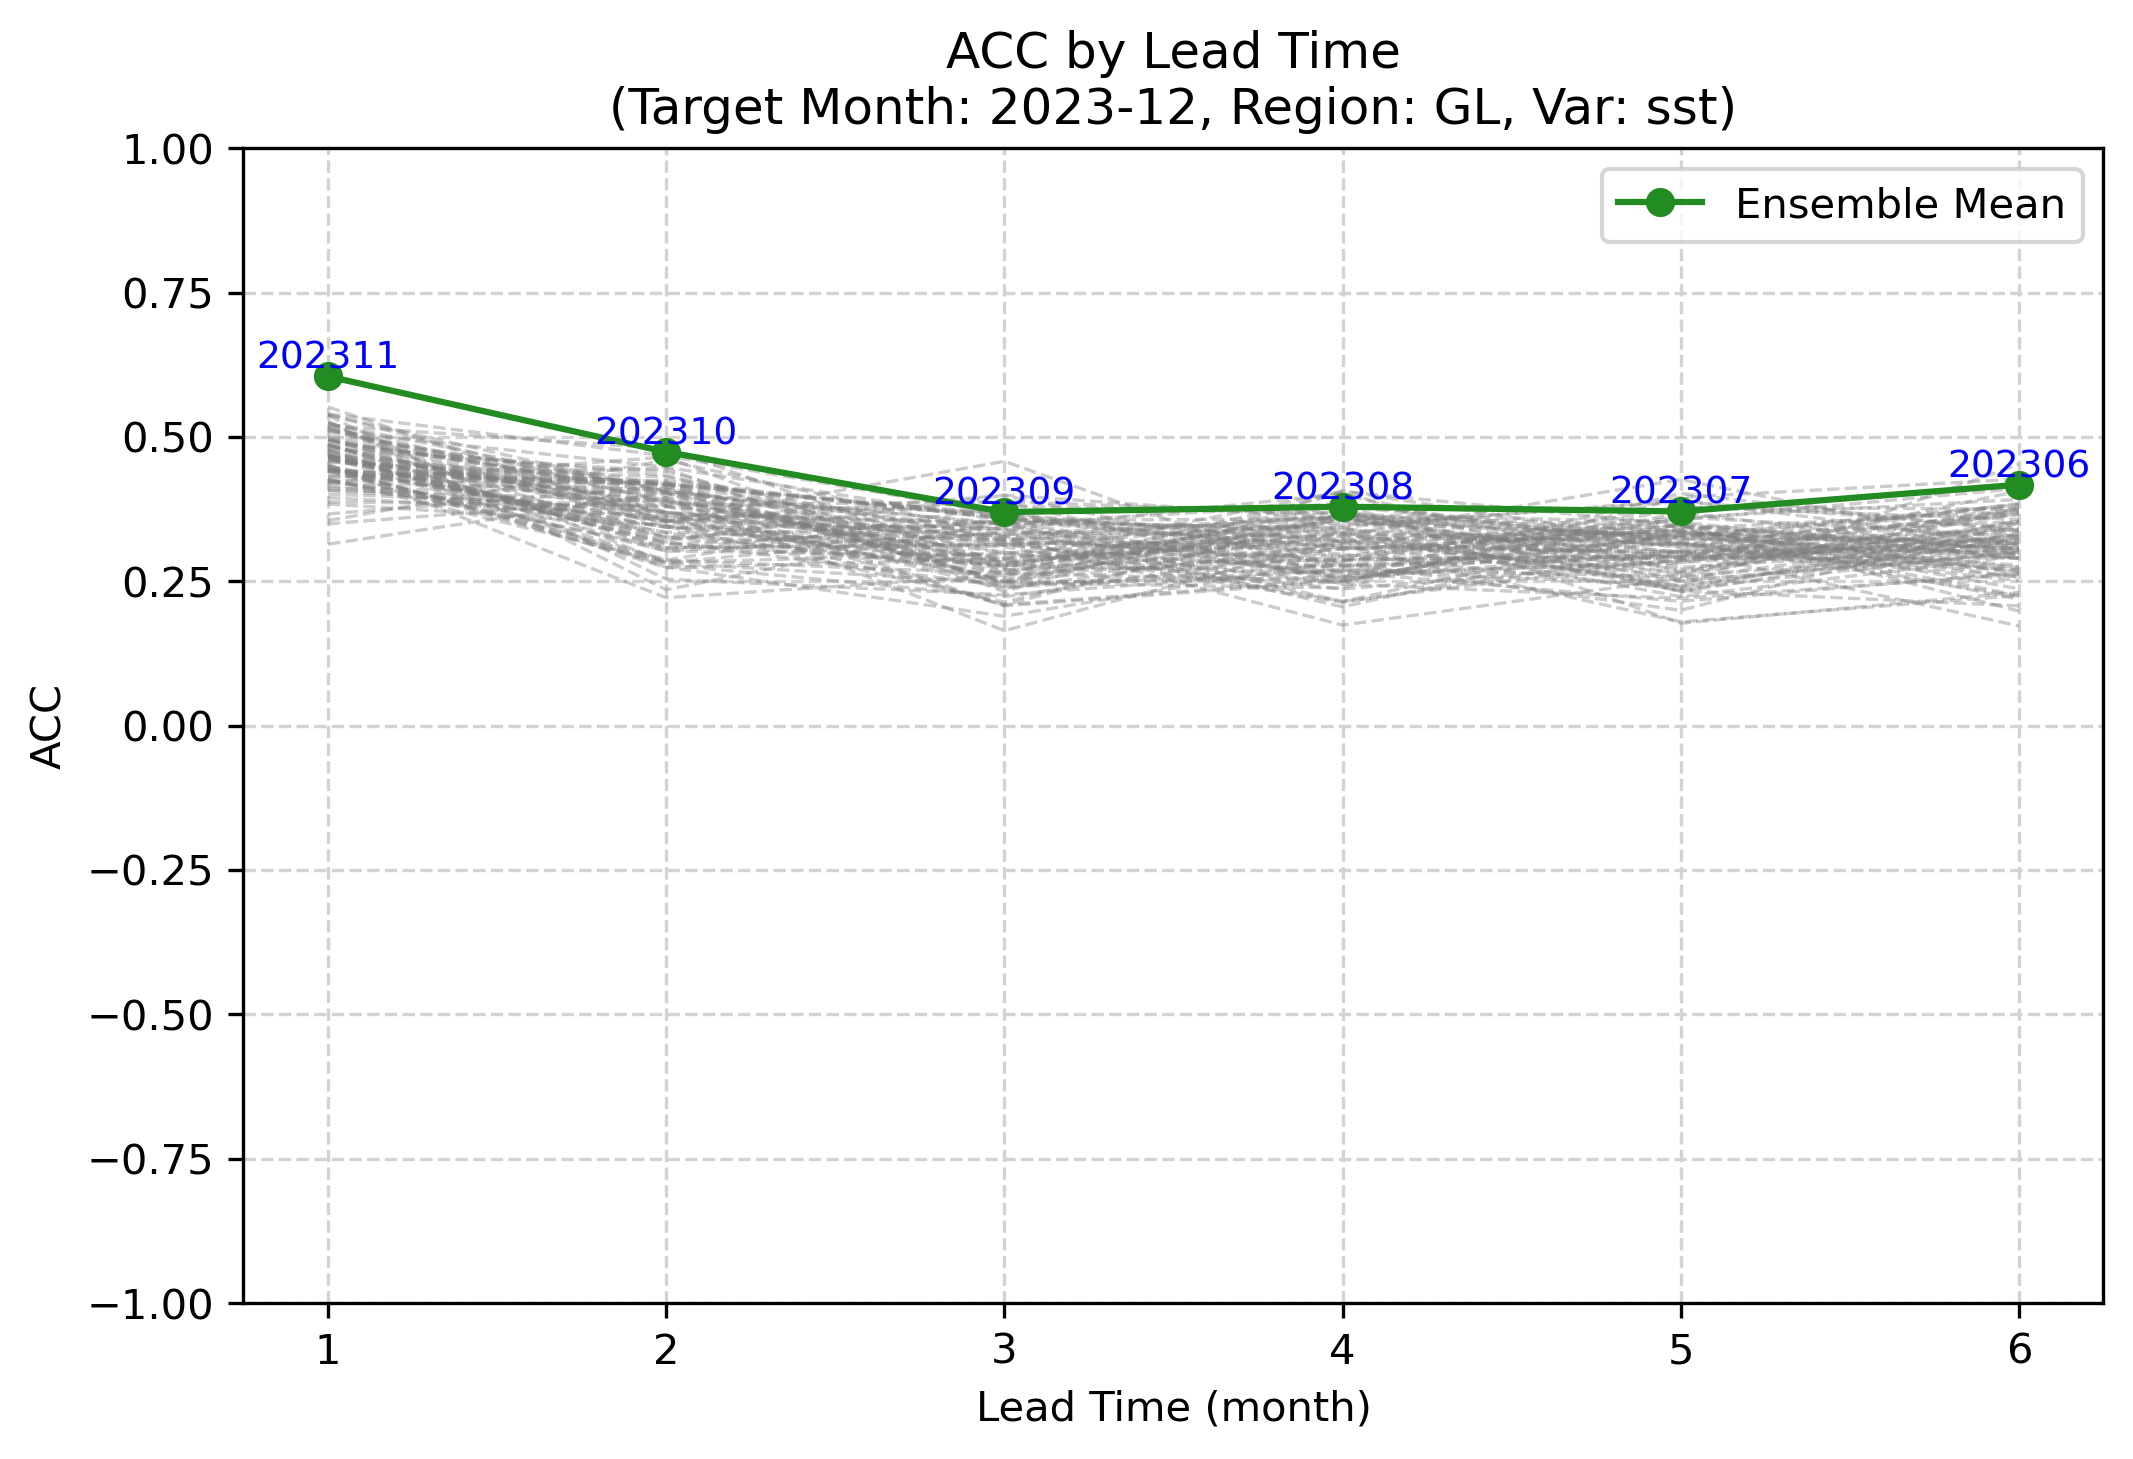 ACC by Lead Time
(Target Month: 2023-12, Region: GL, Var: sst)
1.00
0.75
0.50
0.25
0.00
−0.25
−0.50
−0.75
−1.00
ACC
Ensemble Mean
202311
202310
202309
202308
202307
202306
1 2 3 4 5 6
Lead Time (month)